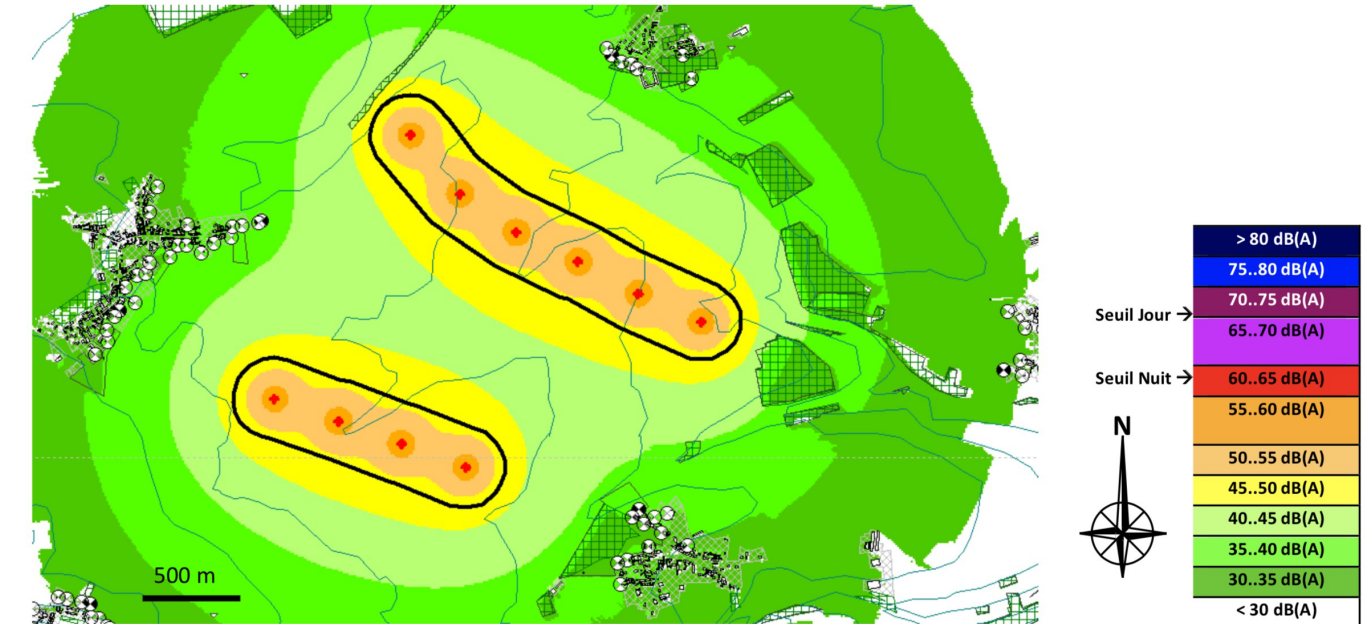 > 80 dB(A)
75..80 dB(A)
70..75 dB(A)
Seuil Jour →
65..70 dB(A)
Seuil Nuit →
60..65 dB(A)
55..60 dB(A)
N
50..55 dB(A)
45..50 dB(A)
40..45 dB(A)
35..40 dB(A)
500 m
30..35 dB(A)
< 30 dB(A)